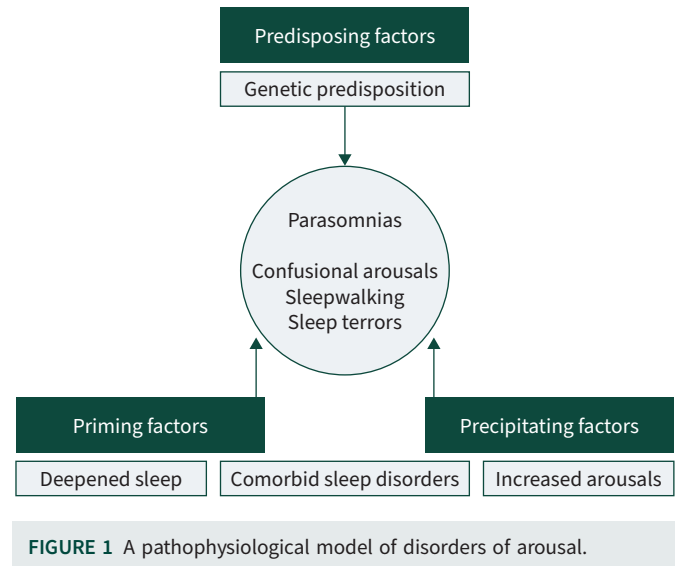 Predisposing factors
Genetic predisposition
Parasomnias
Confusional arousals
Sleepwalking
Sleep terrors
Priming factors
Precipitating factors
Deepened sleep
Comorbid sleep disorders
Increased arousals
FIGURE 1 A pathophysiological model of disorders of arousal.